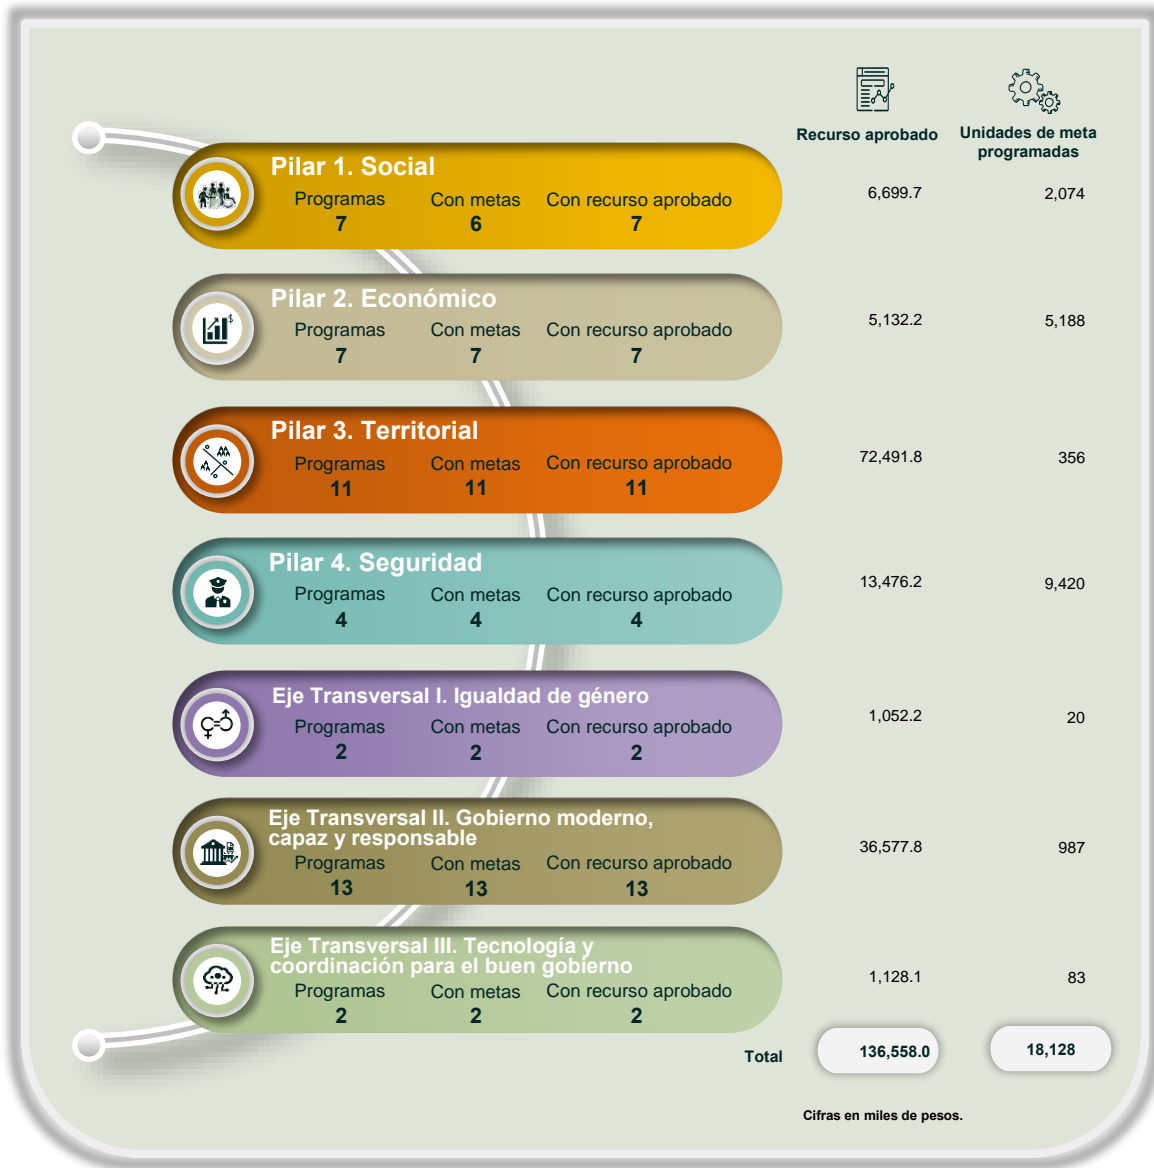 Recurso aprobado
Unidades de meta
programadas
Pilar 1. Social
Programas Con metas Con recurso aprobado
7 6 7
6,699.7 2,074
Pilar 2. Económico
Programas Con metas Con recurso aprobado
7 7 7
5,132.2 5,188
Pilar 3. Territorial
Programas Con metas Con recurso aprobado
11 11 11
72,491.8 356
Pilar 4. Seguridad
Programas Con metas Con recurso aprobado
4 4 4
13,476.2 9,420
Eje Transversal I. Igualdad de género
Programas Con metas Con recurso aprobado
2 2 2
1,052.2 20
Eje Transversal II. Gobierno moderno,
capaz y responsable
Programas Con metas Con recurso aprobado
13 13 13
36,577.8 987
Eje Transversal III. Tecnología y
coordinación para el buen gobierno
Programas Con metas Con recurso aprobado
2 2 2
1,128.1 83
Total 136,558.0 18,128
Cifras en miles de pesos.